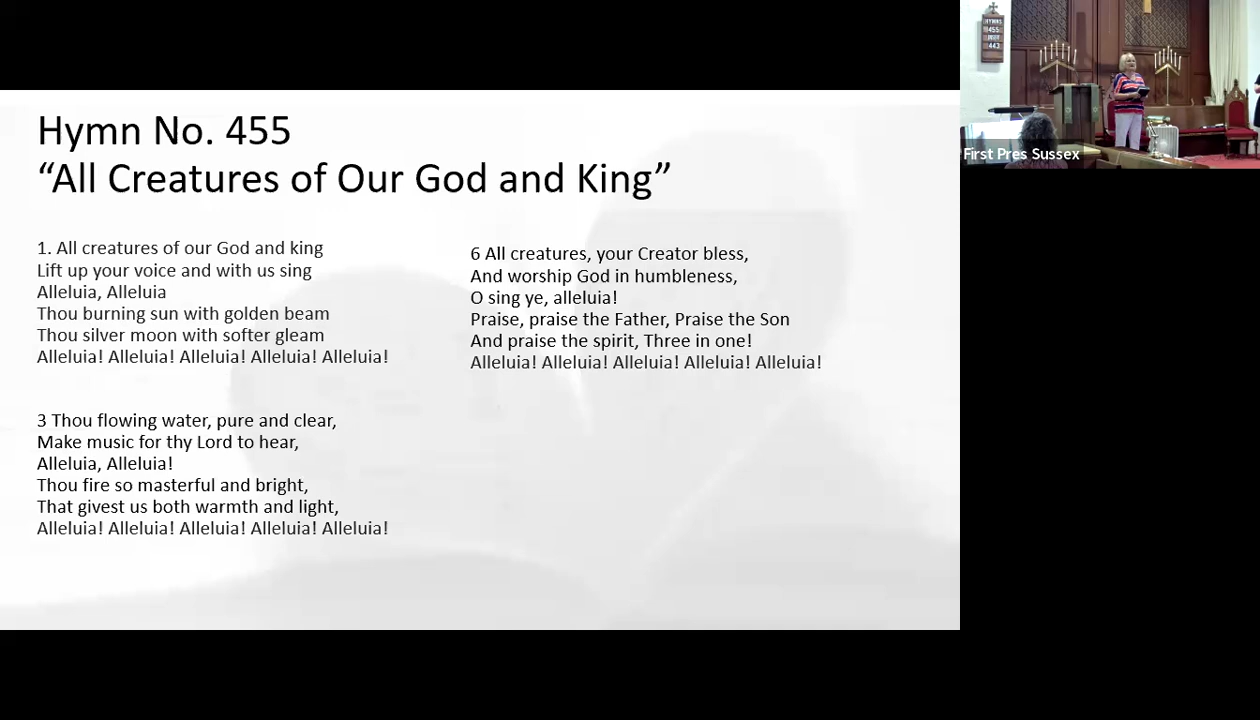 Hymn No. 455
“All Creatures of Our God and King”
1. All creatures of our God and king
Lift up your voice and with us sing
Alleluia, Alleluia
Thou burning sun with golden beam
Thou silver moon with softer gleam
Alleluia! Alleluia! Alleluia! Alleluia! Alleluia!
3 Thou flowing water, pure and clear,
Make music for thy Lord to hear,
Alleluia, Alleluia!
Thou fire so masterful and bright,
That givest us both warmth and light,
Alleluia! Alleluia! Alleluia! Alleluia! Alleluia!
6 All creatures, your Creator bless,
And worship God in humbleness,
O sing ye, alleluia!
Praise, praise the Father, Praise the Son
And praise the spirit, Three in one!
Alleluia! Alleluia! Alleluia! Alleluia! Alleluia!
HYMNS
455
443
First Pres Sussex